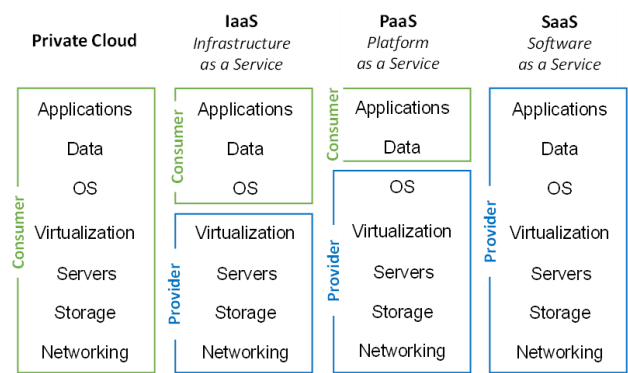 Private Cloud
Consumer
Applications
Data
OS
Virtualization
Servers
Storage
Networking
IaaS
Infrastructure
as a Service
Consumer
Applications
Data
OS
Provider
Virtualization
Servers
Storage
Networking
PaaS
Platform
as a Service
Consumer
Applications
Data
Provider
OS
Virtualization
Servers
Storage
Networking
SaaS
Software
as a Service
Provider
Applications
Data
OS
Virtualization
Servers
Storage
Networking